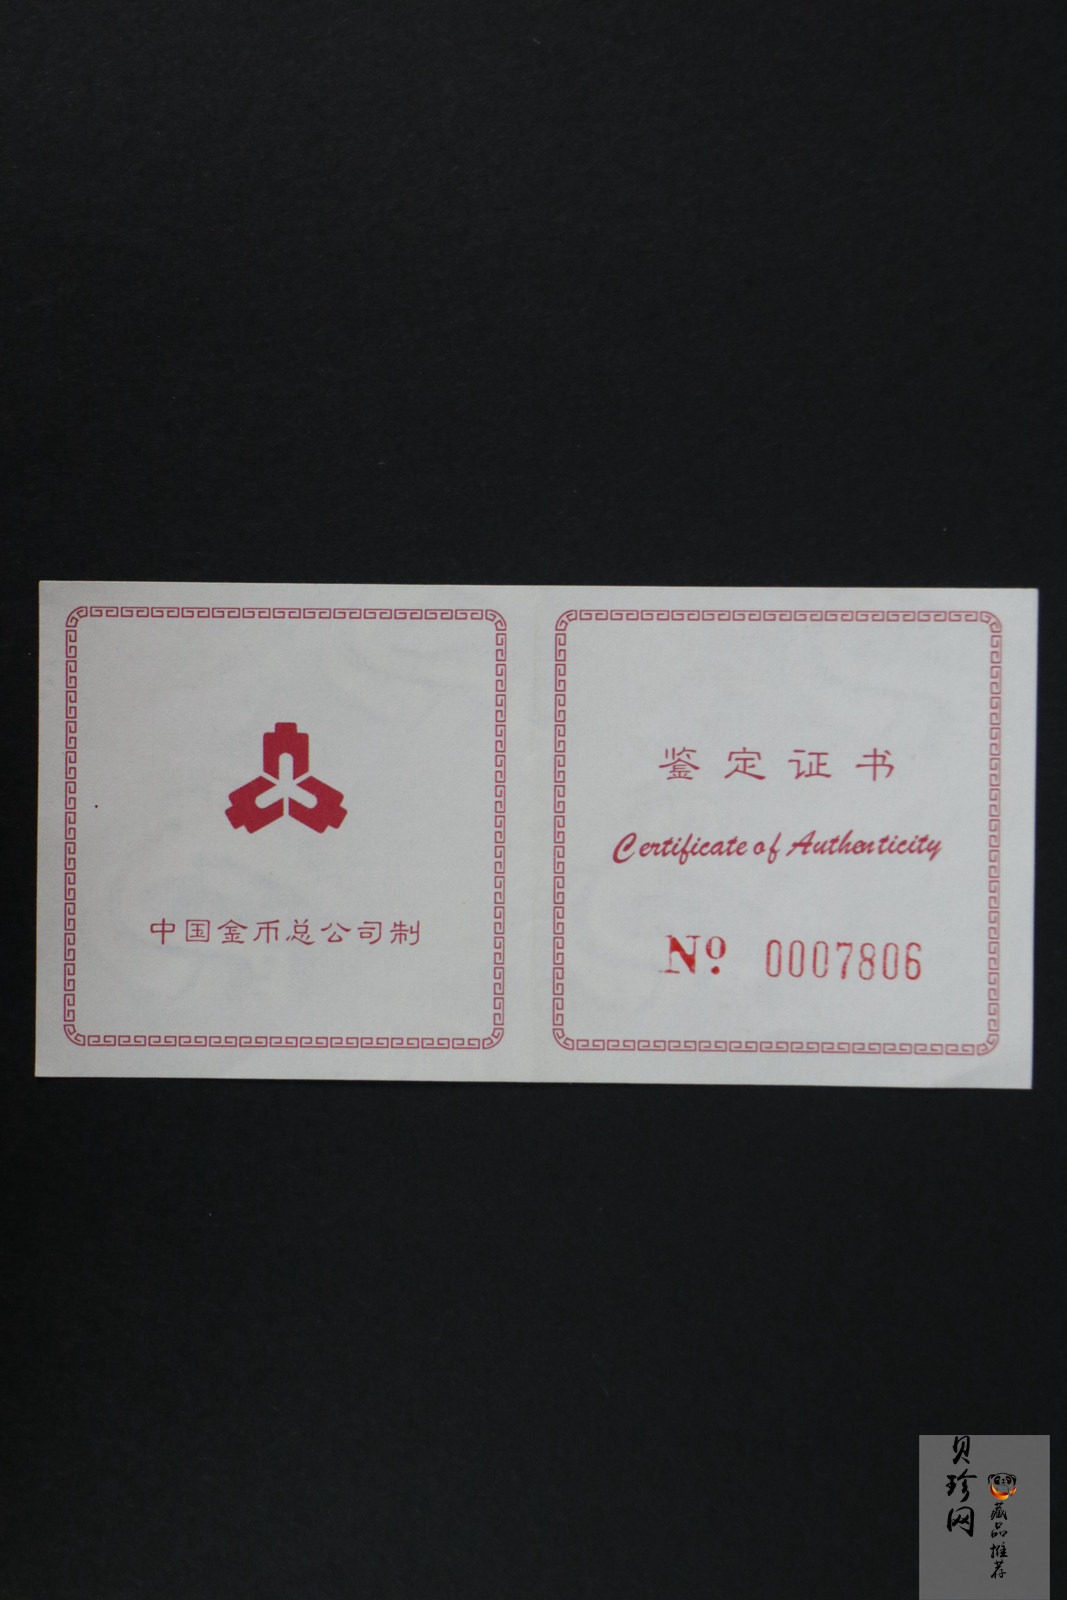 中国金币总公司制
鉴定证书
Certificate of Authenticity
No 0007806
贝珍网
藏品推荐